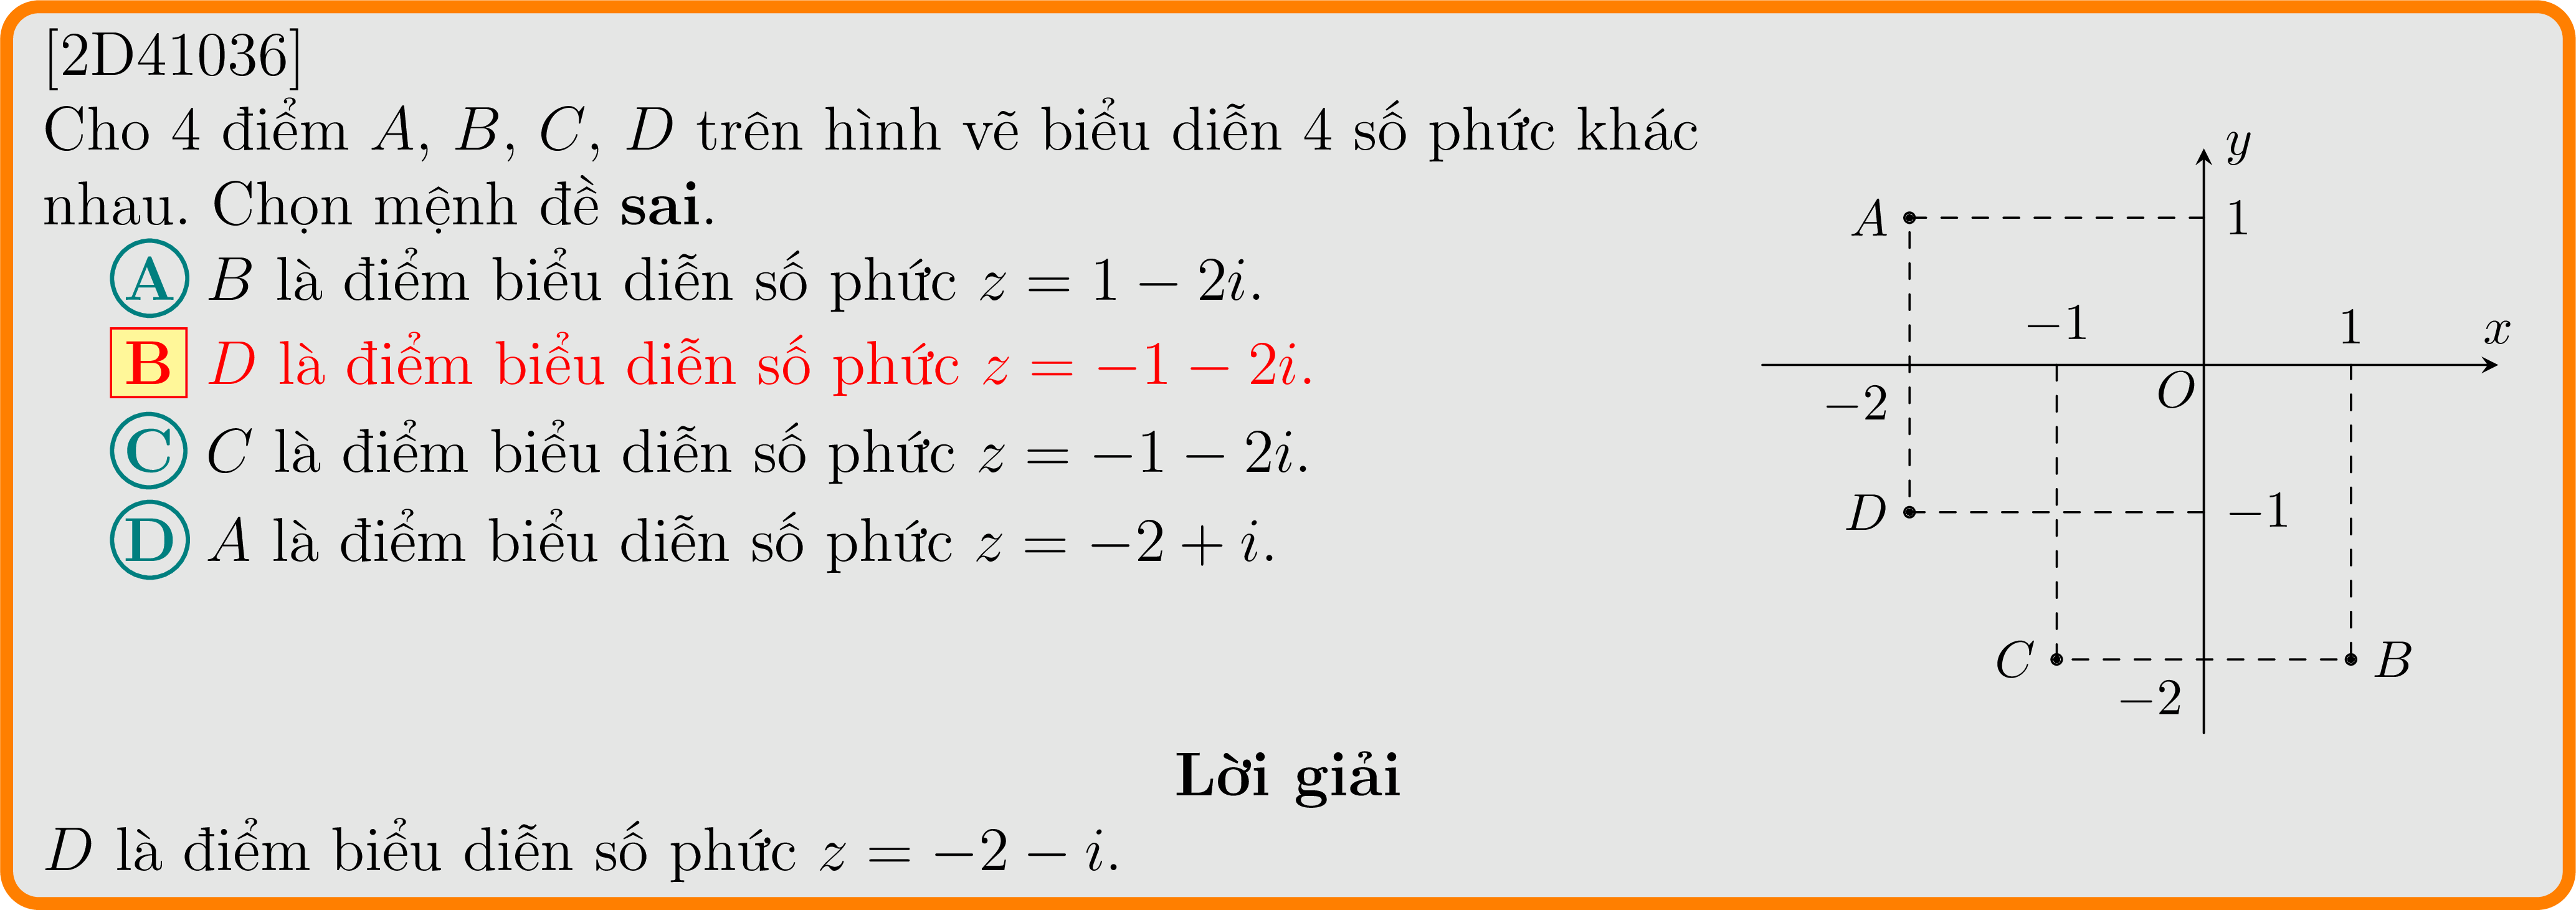 [2D41036]
Cho 4 điểm A, B, C, D trên hình vẽ biểu diễn 4 số phức khác
nhau. Chọn mệnh đề sai.
A B là điểm biểu diễn số phức z = 1 − 2i.
B D là điểm biểu diễn số phức z = −1 − 2i.
C C là điểm biểu diễn số phức z = −1 − 2i.
D A là điểm biểu diễn số phức z = −2 + i.
y
A
1
−1
1
x
−2
O
D
−1
C
B
−2
Lời giải
D là điểm biểu diễn số phức z = −2 − i.